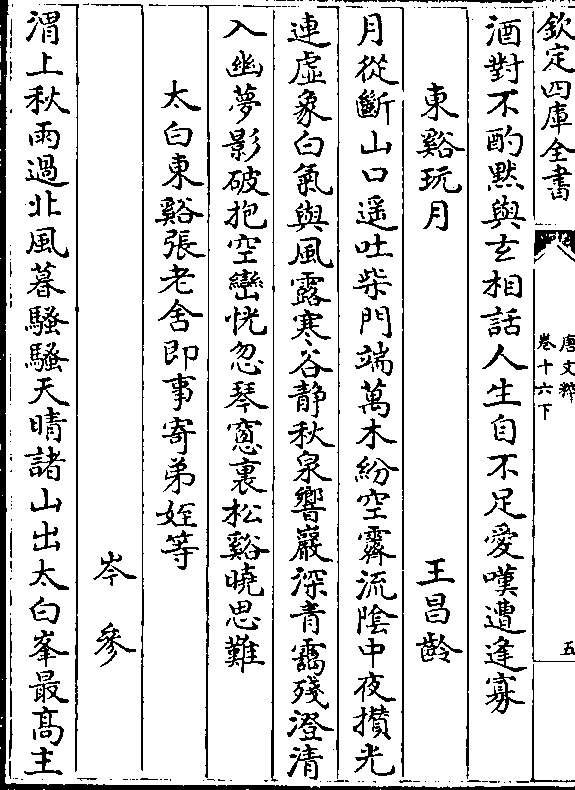 欽定四庫全書
唐文粹
卷十六下
五
酒對不酌黙與玄相話人生自不足愛嘆遭逢寡
東谿玩月
王昌齡
月從斷山口遥吐柴門端萬木紛空霽流陰中夜攅光
連虛象白氣與風露寒谷静秋泉響巖深青靄殘澄清
入幽夢影破抱空巒恍忽琴窻裏松谿曉思難
太白東谿張老舍即事寄弟姪等
岑參
渭上秋雨過北風暮騷騷天晴諸山出太白峯最髙主